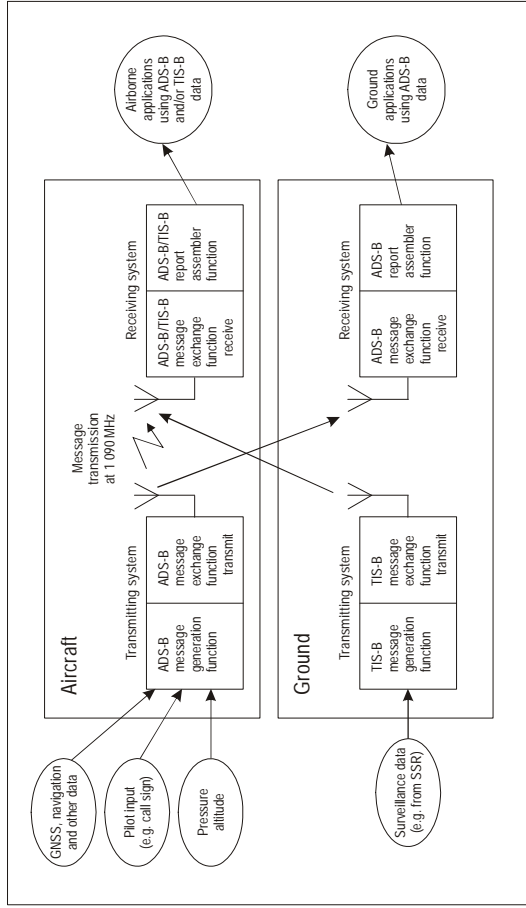 Aircraft
GNSS, navigation
and other data
Pilot input
(e.g. call sign)
Pressure
altitude
Transmitting system
ADS-B
message
generation
function
ADS-B
message
exchange
function
transmit
Message
transmission
at 1 090 MHz
Receiving system
ADS-B/TIS-B
message
exchange
function
receive
ADS-B/TIS-B
report
assembler
function
Airborne
applications
using ADS-B
and/or TIS-B
data
Ground
Surveillance data
(e.g. from SSR)
Transmitting system
TIS-B
message
generation
function
TIS-B
message
exchange
function
transmit
Receiving system
ADS-B
message
exchange
function
receive
ADS-B
report
assembler
function
Ground
applications
using ADS-B
data